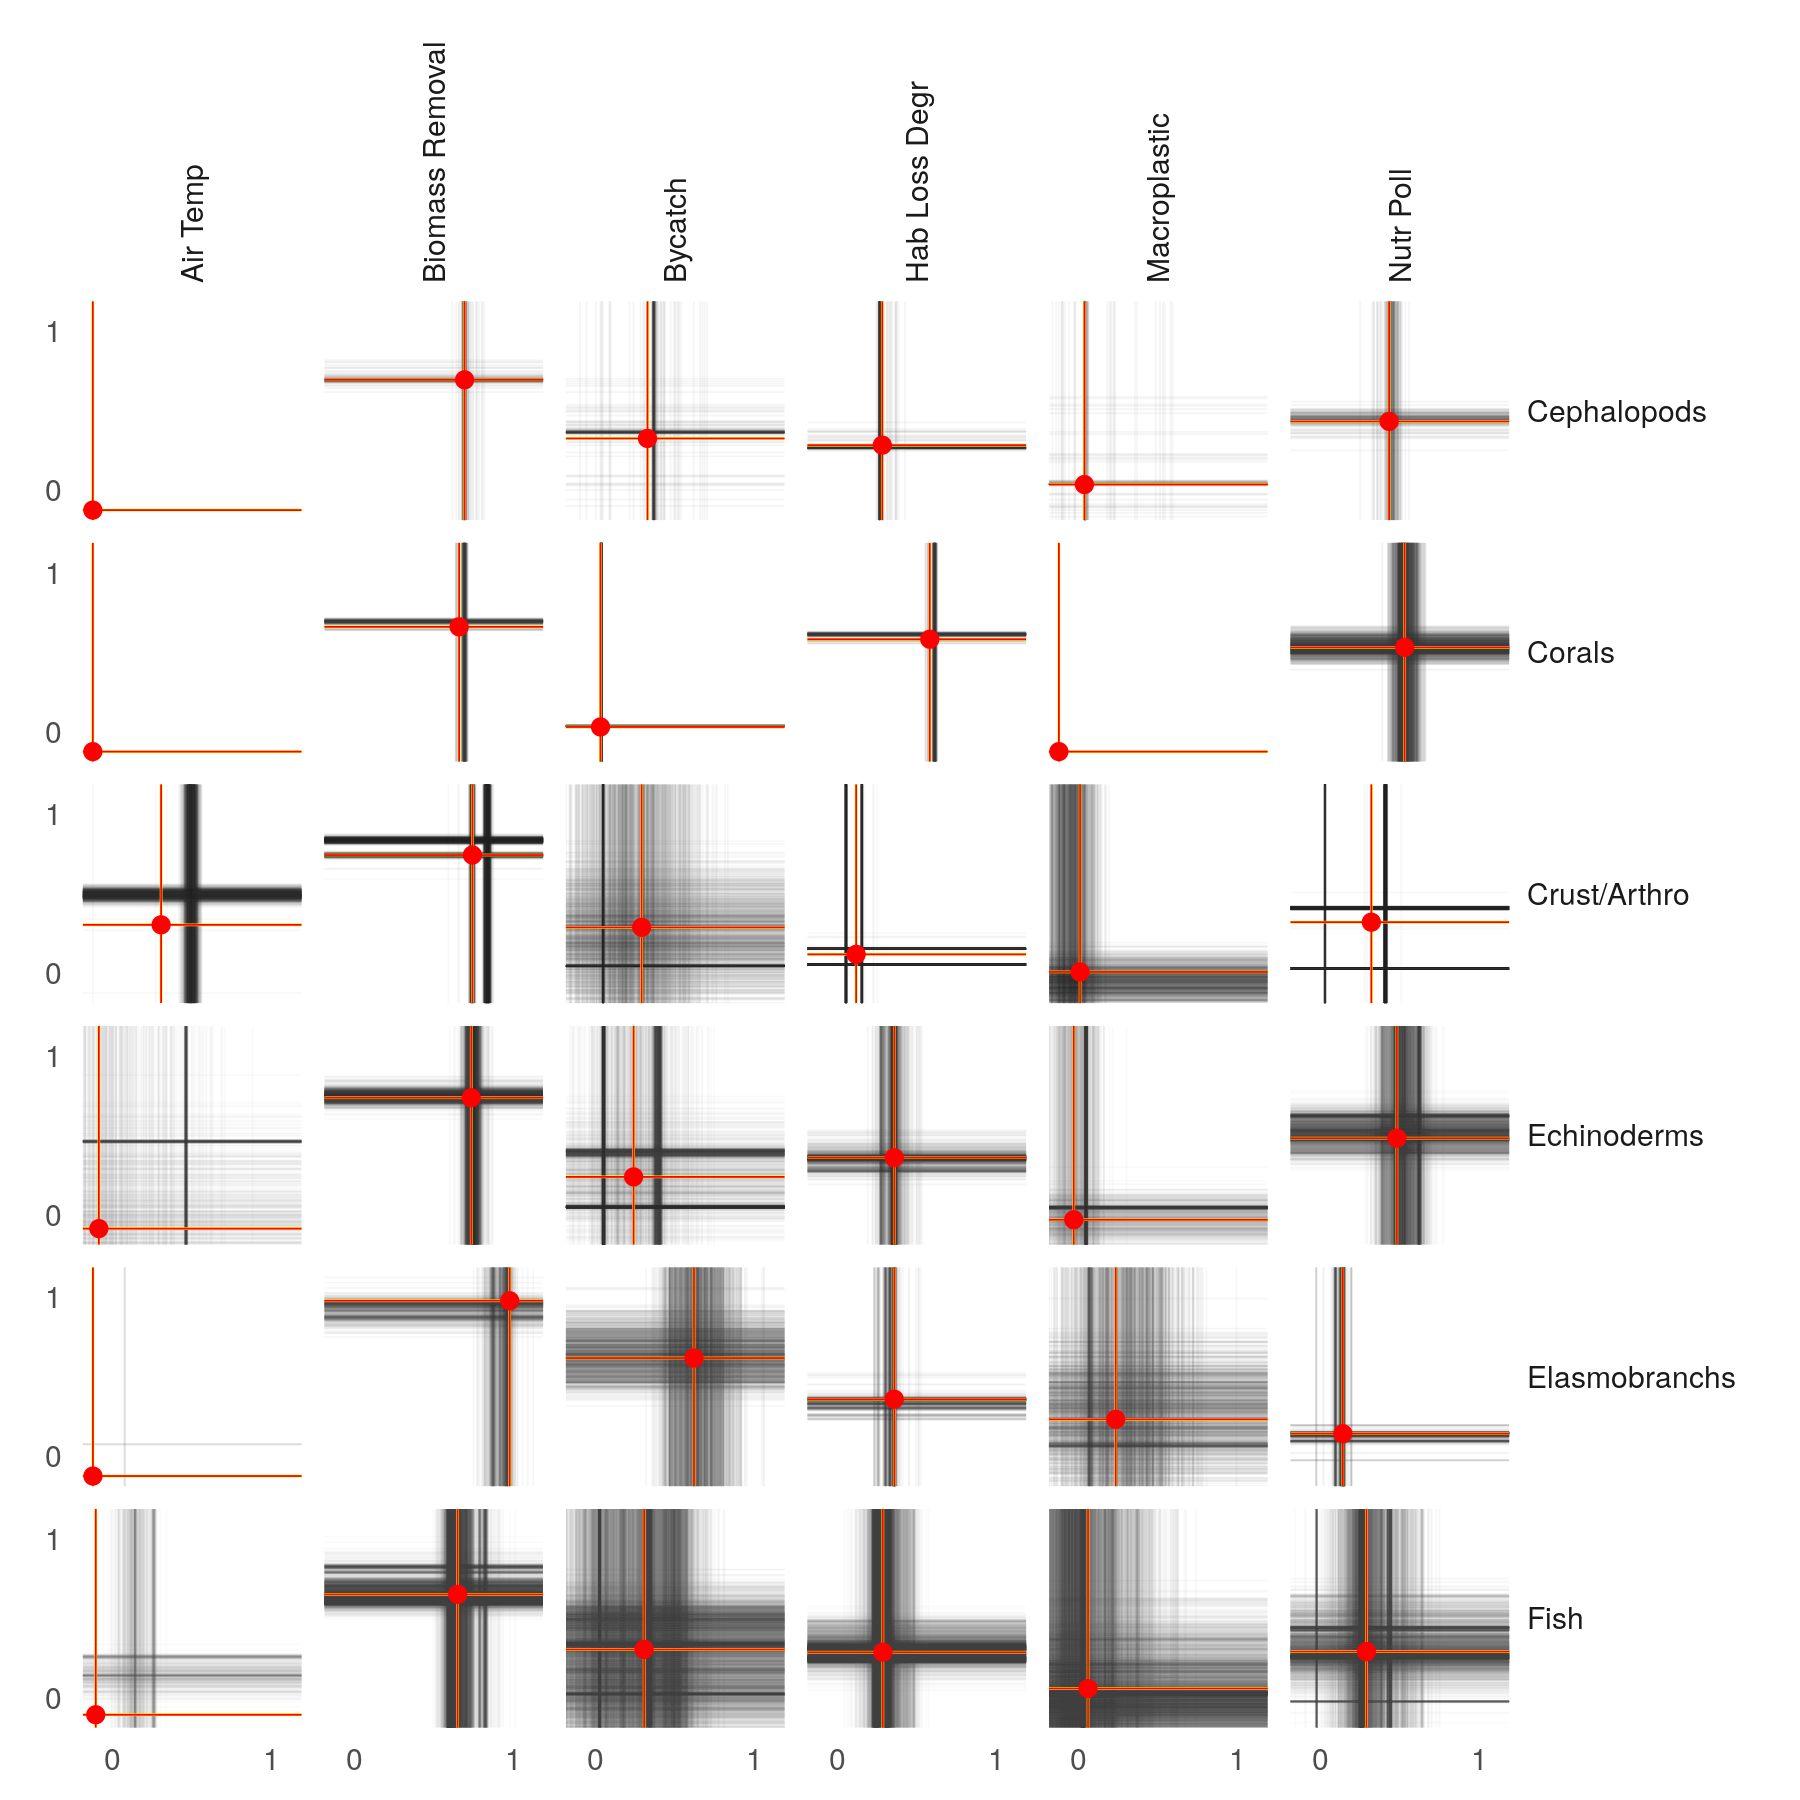 Air Temp
Biomass Removal
Bycatch
Hab Loss Degr
Macroplastic
Nutr Poll
1
0
Cephalopods
1
0
Corals
1
0
Crust/Arthro
1
0
Echinoderms
1
0
Elasmobranchs
1
0
Fish
0 1 0 1 0 1 0 1 0 1 0 1